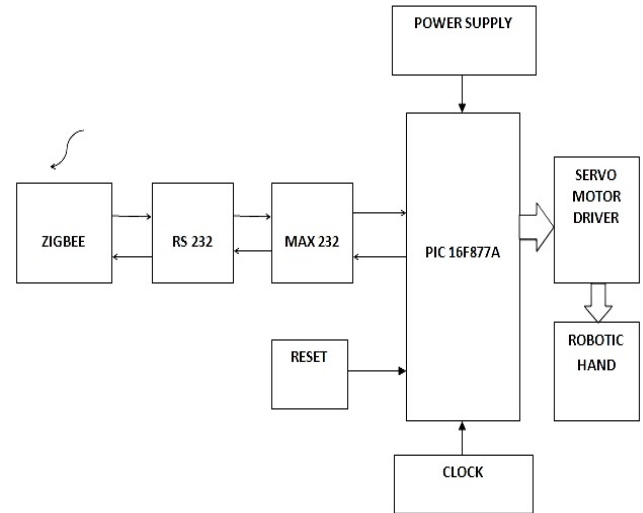 POWER SUPPLY
ZIGBEE
RS 232
MAX 232
PIC 16F877A
SERVO
MOTOR
DRIVER
RESET
ROBOTIC
HAND
CLOCK